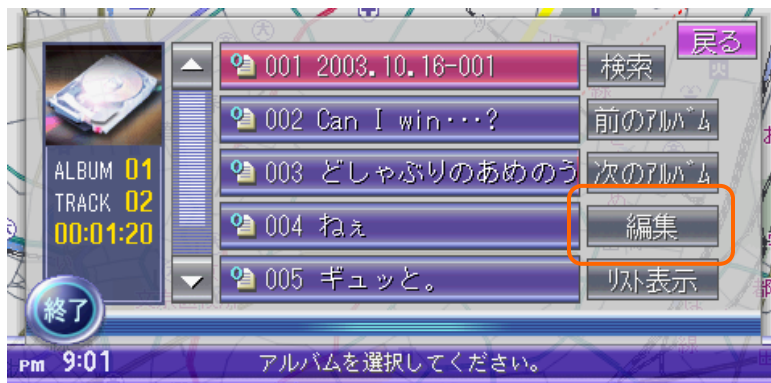 戻る
001 2003.10.16-001
検索
002 Can I win･･･?
前のｱﾙﾊﾞﾑ
ALBUM 01
003 どしゃぶりのあめのう
次のｱﾙﾊﾞﾑ
TRACK 02
00:01:20
004 ねぇ
編集
005 ギュッと。
ﾘｽﾄ表示
終了
PM 9:01
アルバムを選択してください。